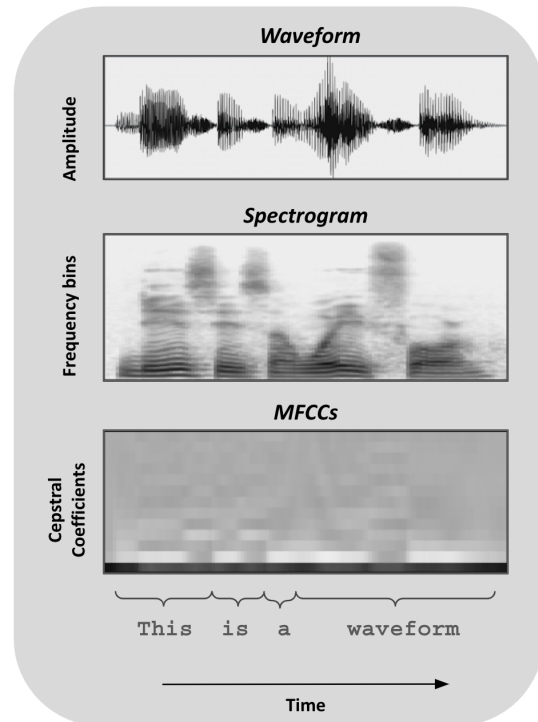 Waveform
Amplitude
Spectrogram
Frequency bins
MFCCs
Cepstral
Coefficients
This is a waveform
Time